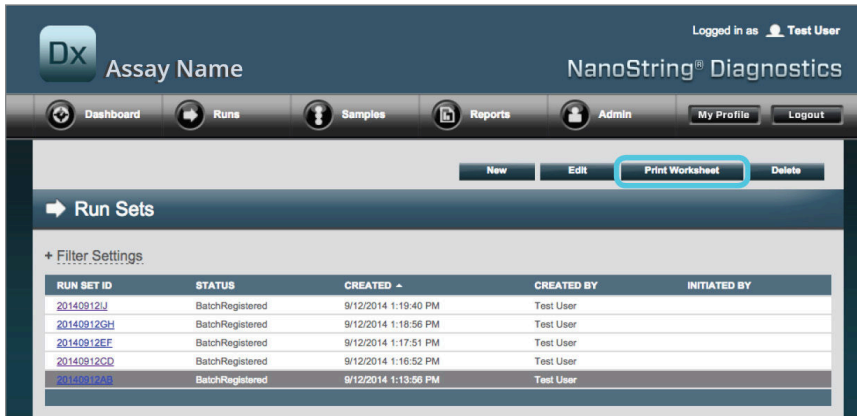 Logged in as Test User
Dx Assay Name
NanoString® Diagnostics
Dashboard Runs Samples Reports Admin My Profile Logout
New Edit Print Worksheet Delete
Run Sets
+ Filter Settings
RUN SET ID STATUS CREATED CREATED BY INITIATED BY
20140912IJ BatchRegistered 9/12/2014 1:19:40 PM Test User
20140912GH BatchRegistered 9/12/2014 1:18:56 PM Test User
20140912EF BatchRegistered 9/12/2014 1:17:51 PM Test User
20140912CD BatchRegistered 9/12/2014 1:16:52 PM Test User
20140912AB BatchRegistered 9/12/2014 1:13:56 PM Test User